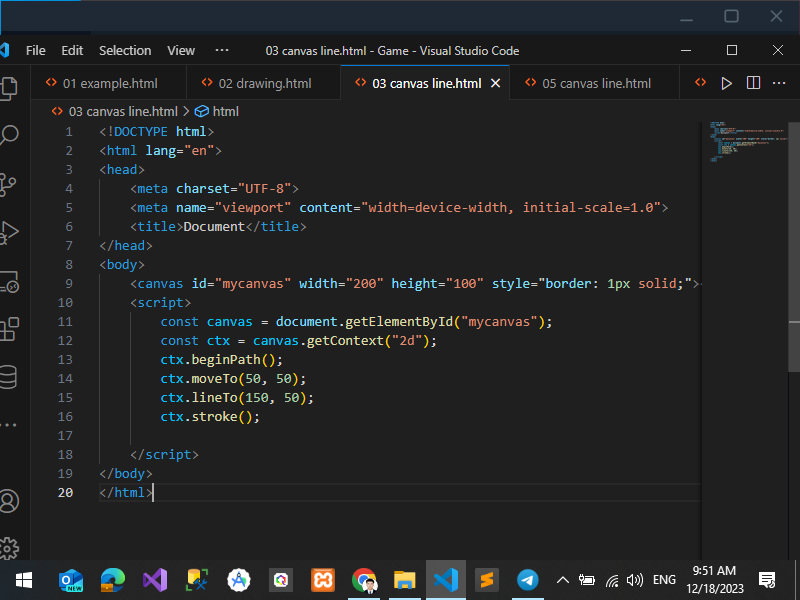 File Edit Selection View ··· 03 canvas line.html - Game - Visual Studio Code
01 example.html 02 drawing.html 03 canvas line.html 05 canvas line.html
03 canvas line.html > html
1 <!DOCTYPE html>
2 <html lang="en">
3 <head>
4 <meta charset="UTF-8">
5 <meta name="viewport" content="width=device-width, initial-scale=1.0">
6 <title>Document</title>
7 </head>
8 <body>
9 <canvas id="mycanvas" width="200" height="100" style="border: 1px solid;">
10 <script>
11 const canvas = document.getElementById("mycanvas");
12 const ctx = canvas.getContext("2d");
13 ctx.beginPath();
14 ctx.moveTo(50, 50);
15 ctx.lineTo(150, 50);
16 ctx.stroke();
17
18 </script>
19 </body>
20 </html>
NEW ENG 9:51 AM
12/18/2023